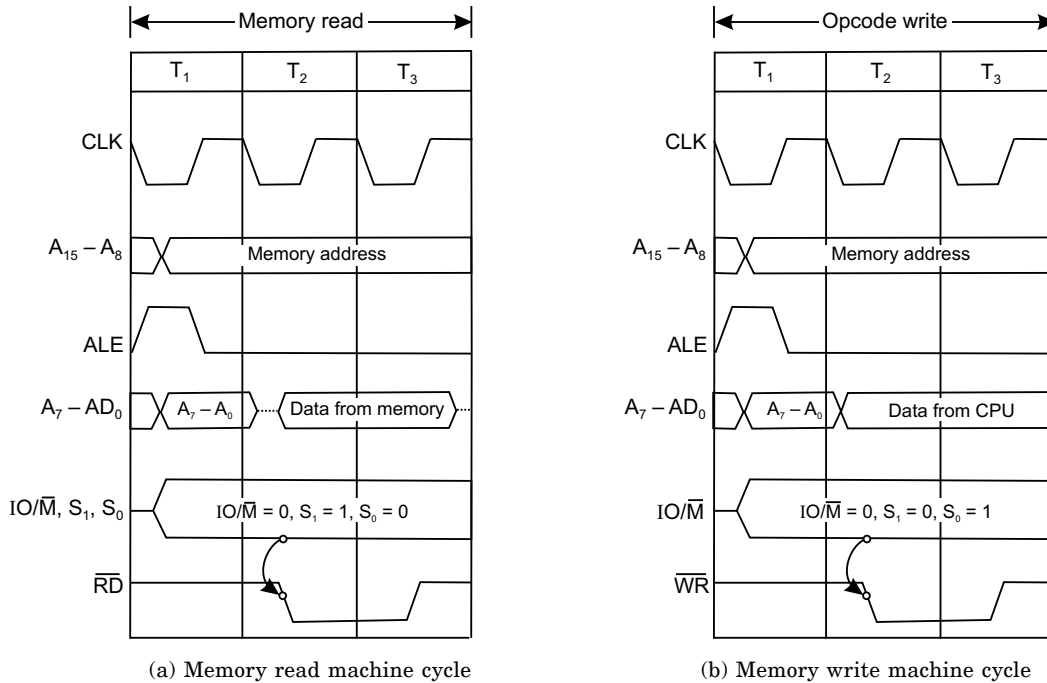 Memory read
T₁ T₂ T₃
CLK
A₁₅ – A₈ Memory address
ALE
A₇ – AD₀ A₇ – A₀ Data from memory
IO/M̅, S₁, S₀ IO/M̅ = 0, S₁ = 1, S₀ = 0
R̅D̅
(a) Memory read machine cycle
Opcode write
T₁ T₂ T₃
CLK
A₁₅ – A₈ Memory address
ALE
A₇ – AD₀ A₇ – A₀ Data from CPU
IO/M̅ IO/M̅ = 0, S₁ = 0, S₀ = 1
W̅R̅
(b) Memory write machine cycle